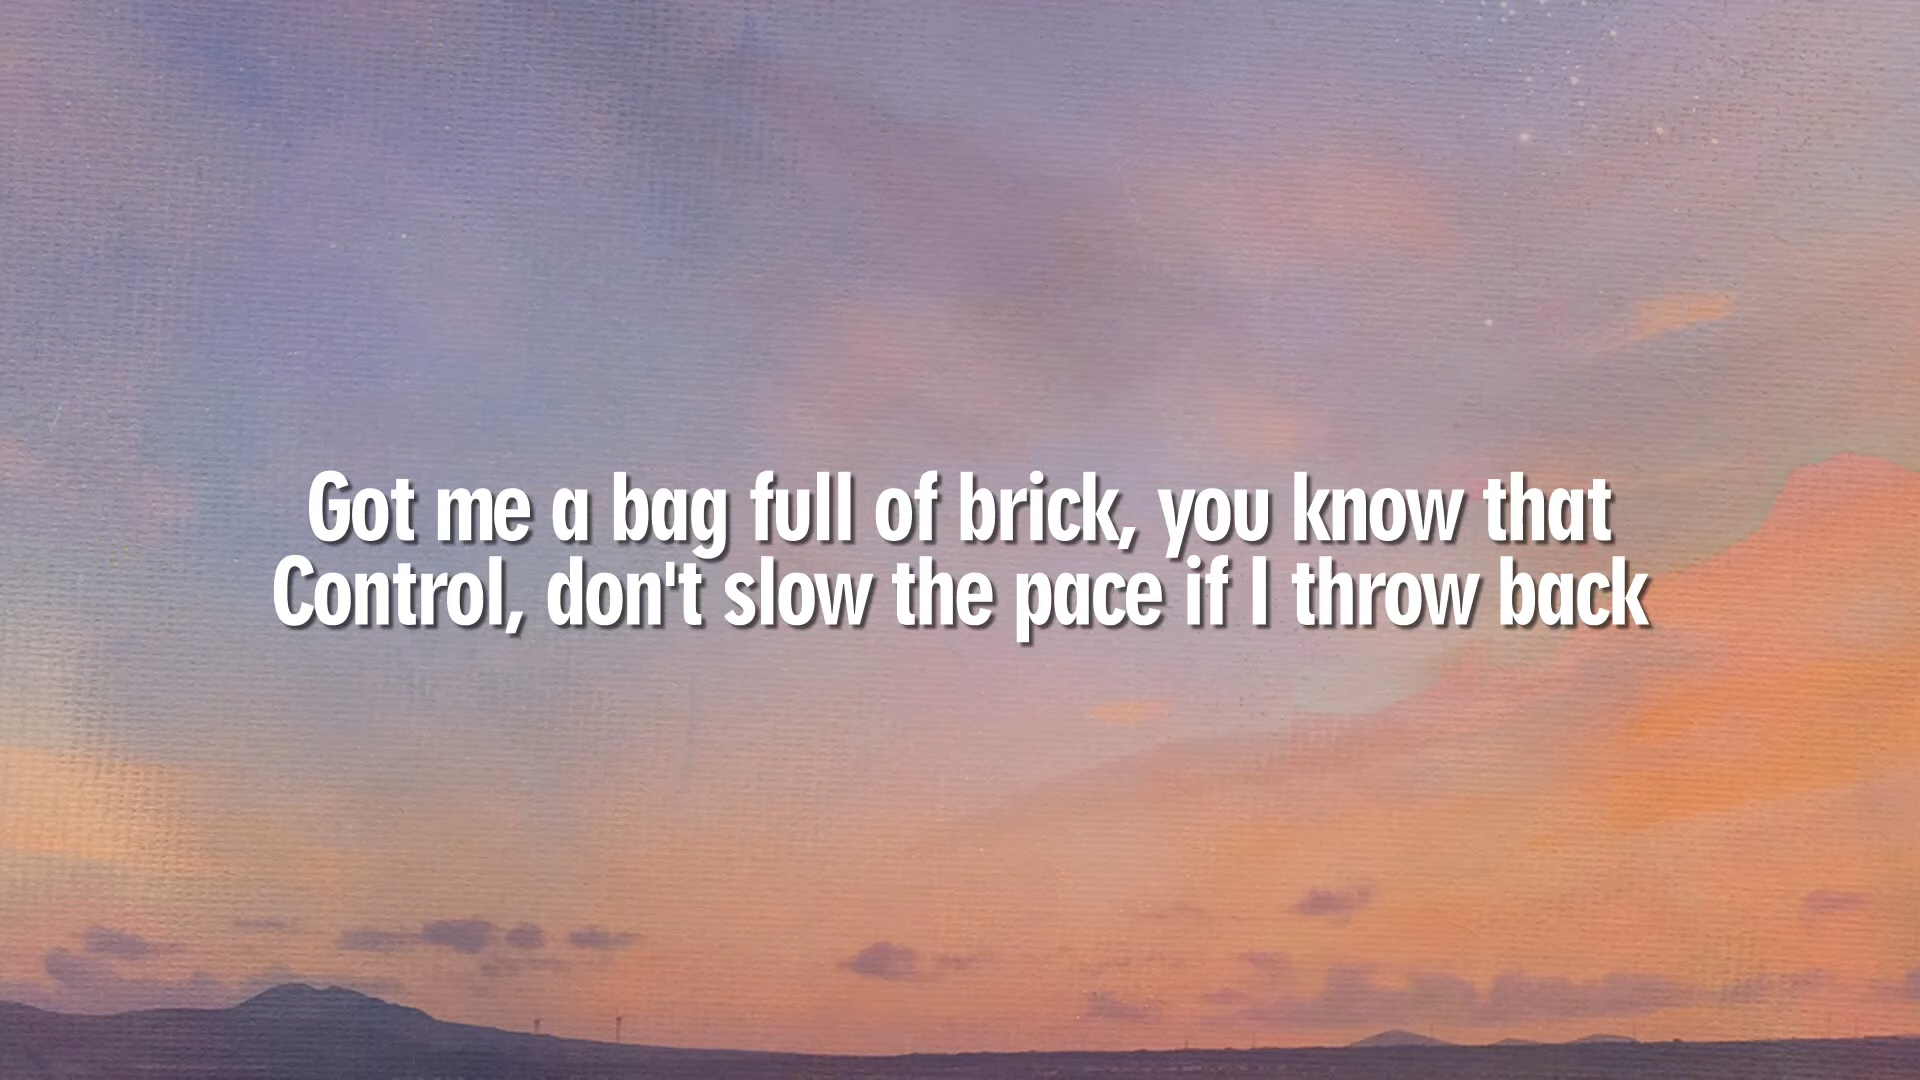 Got me a bag full of brick, you know that
Control, don't slow the pace if I throw back